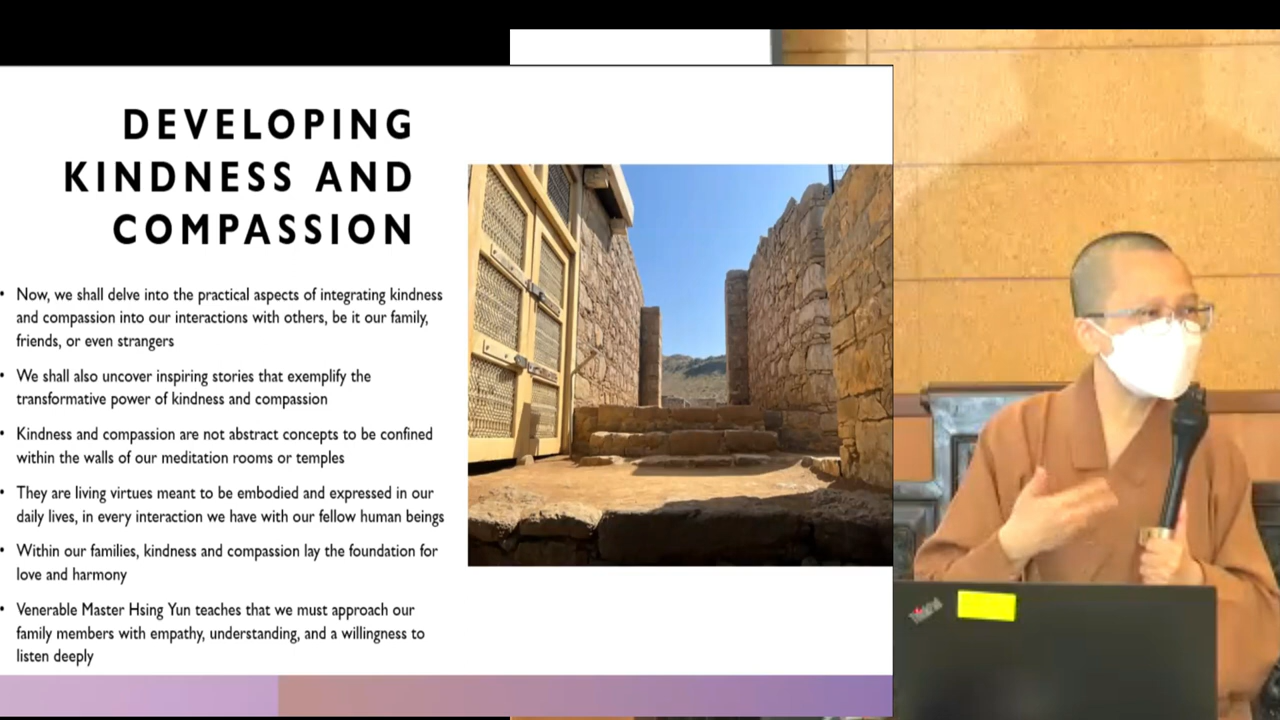 DEVELOPING
KINDNESS AND
COMPASSION
• Now, we shall delve into the practical aspects of integrating kindness
and compassion into our interactions with others, be it our family,
friends, or even strangers
• We shall also uncover inspiring stories that exemplify the
transformative power of kindness and compassion
• Kindness and compassion are not abstract concepts to be confined
within the walls of our meditation rooms or temples
• They are living virtues meant to be embodied and expressed in our
daily lives, in every interaction we have with our fellow human beings
• Within our families, kindness and compassion lay the foundation for
love and harmony
• Venerable Master Hsing Yun teaches that we must approach our
family members with empathy, understanding, and a willingness to
listen deeply
ThinkPad